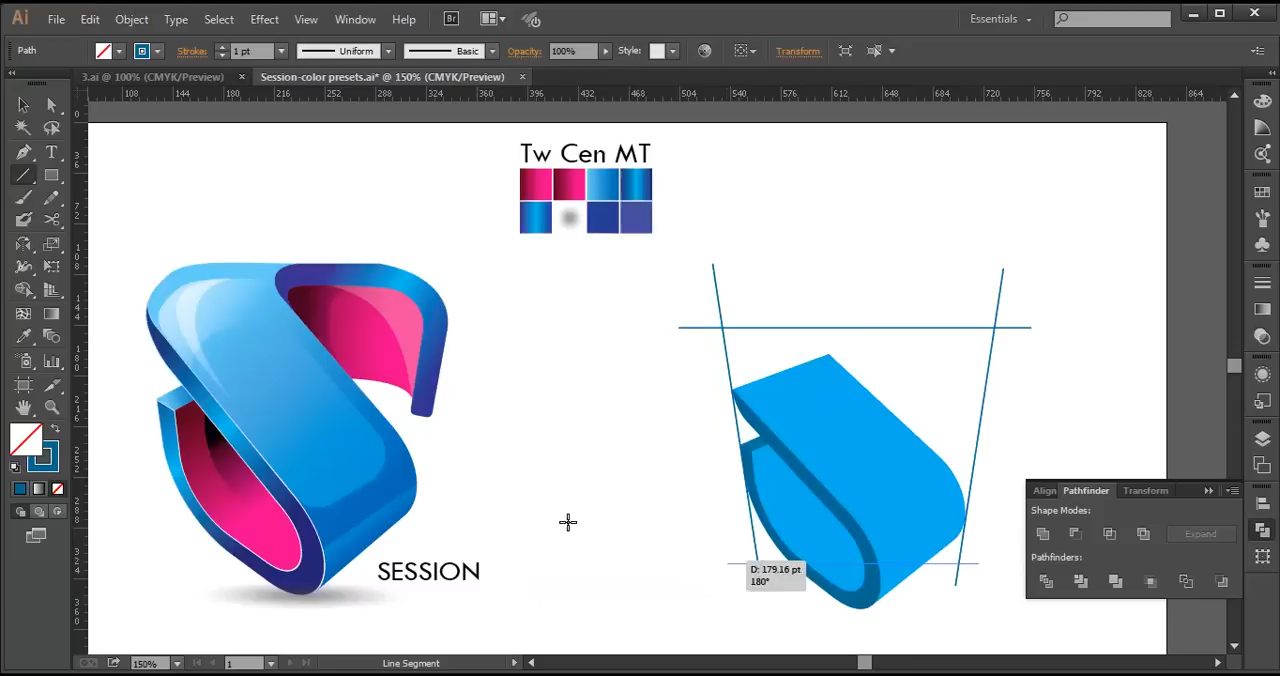 Ai File Edit Object Type Select Effect View Window Help Br Essentials
Path Stroke: 1 pt Uniform Basic Opacity: 100% Style: Transform
3.ai @ 100% (CMYK/Preview) × Session-color presets.ai* @ 150% (CMYK/Preview) ×
108 144 180 216 252 288 324 360 396 432 468 504 540 576 612 648 684 720 756 792 828 864
Tw Cen MT
SESSION
D: 179.16 pt
180°
Align Pathfinder Transform
Shape Modes:
Expand
Pathfinders:
150% 1 Line Segment